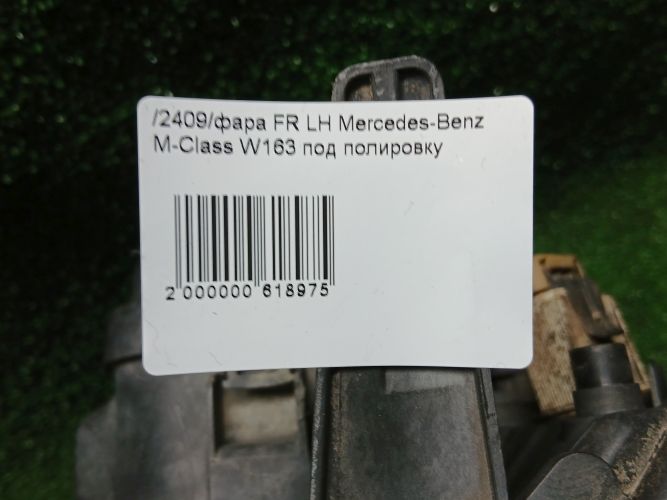 /2409/фара FR LH Mercedes-Benz
M-Class W163 под полировку
2 000000 618975